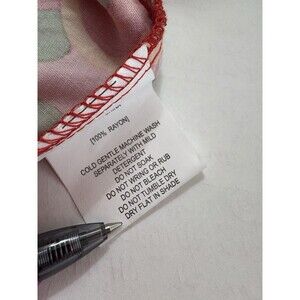 [100% RAYON]
COLD GENTLE MACHINE WASH
SEPARATELY WITH MILD
DETERGENT
DO NOT SOAK
DO NOT WRING OR RUB
DO NOT BLEACH
DO NOT TUMBLE DRY
DRY FLAT IN SHADE